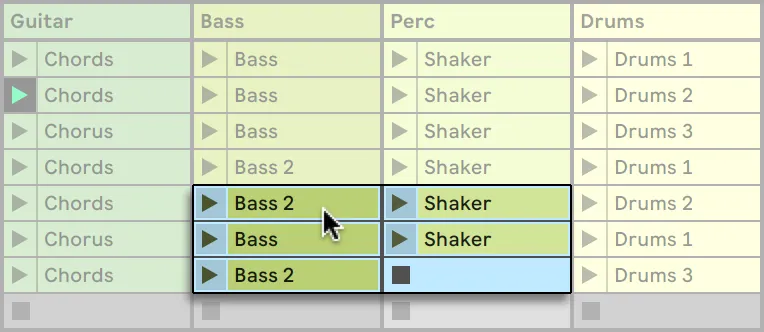 Guitar Bass Perc Drums
Chords Bass Shaker Drums 1
Chords Bass Shaker Drums 2
Chorus Bass Shaker Drums 3
Chords Bass 2 Shaker Drums 1
Chords Bass 2 Shaker Drums 2
Chorus Bass Shaker Drums 1
Chords Bass 2 Drums 3